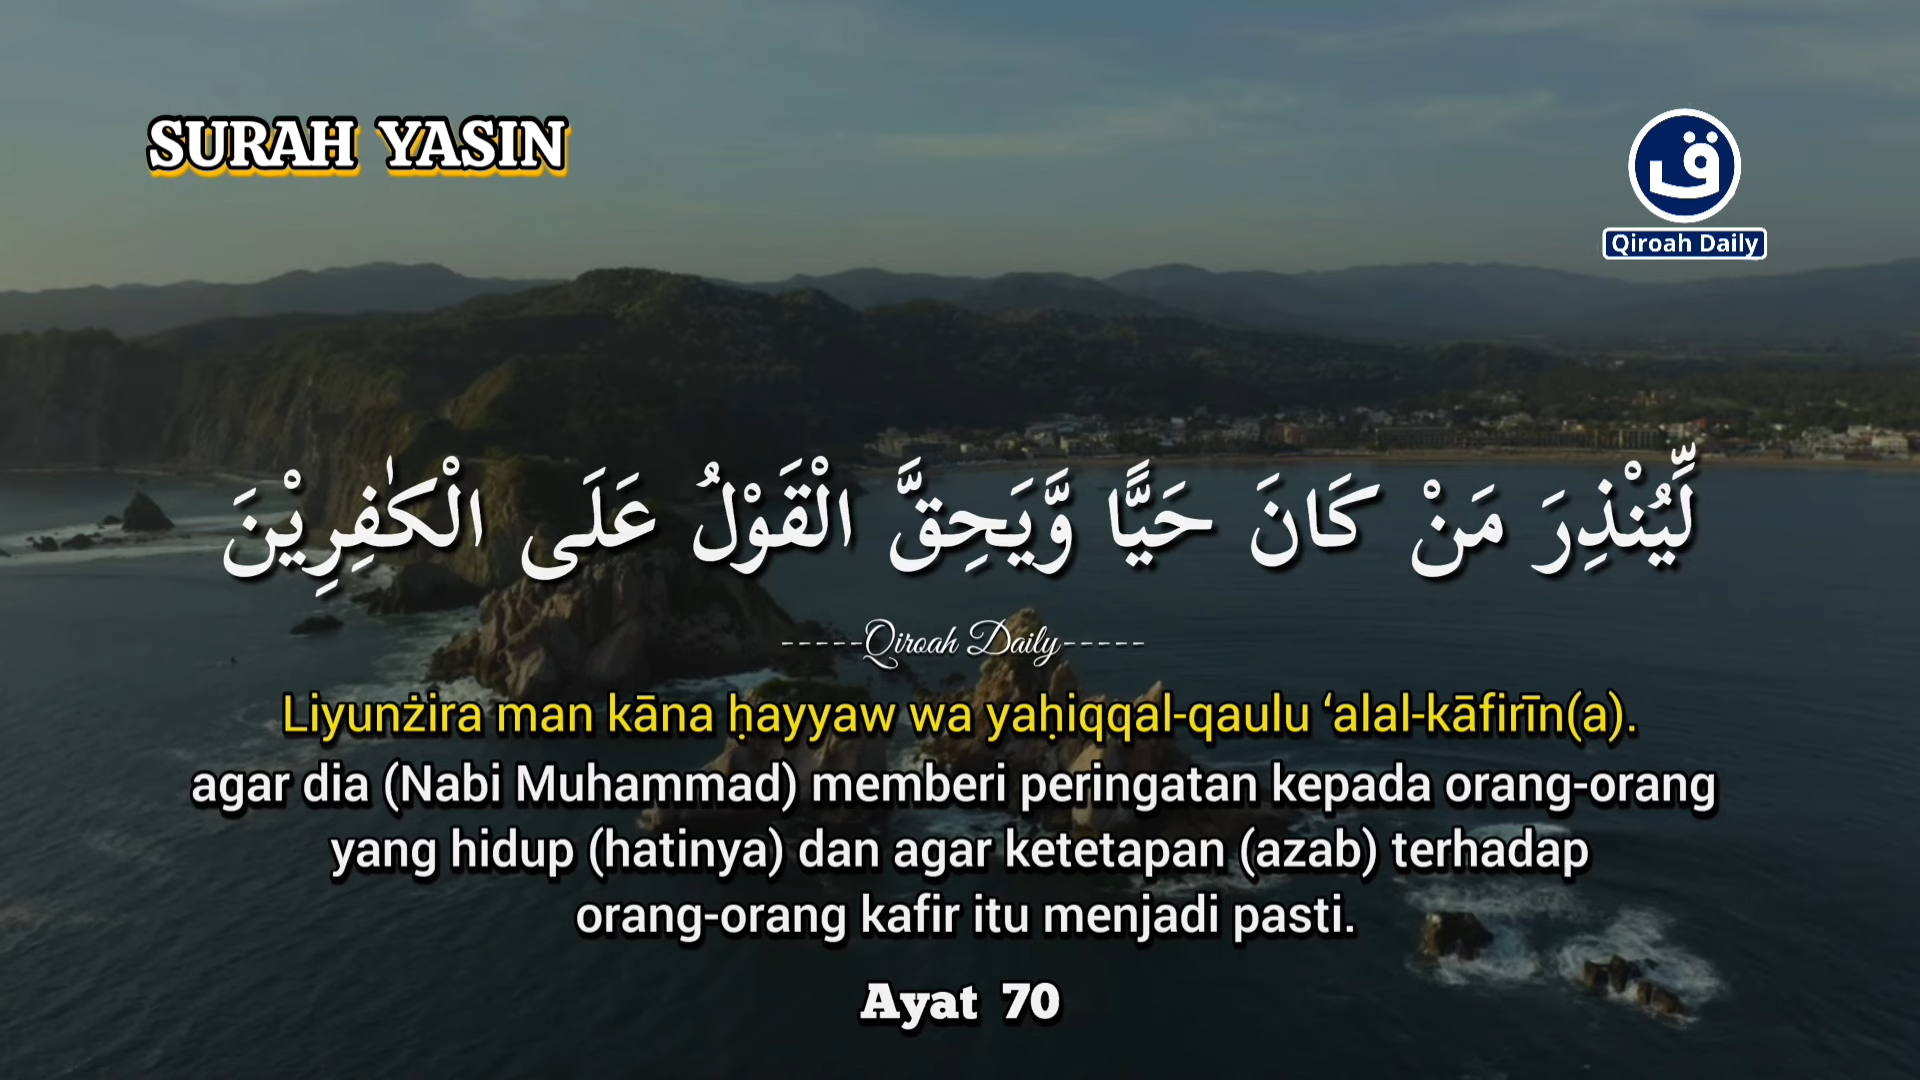 SURAH YASIN
ق
Qiroah Daily
لِّيُنْذِرَ مَنْ كَانَ حَيًّا وَّيَحِقَّ الْقَوْلُ عَلَى الْكٰفِرِيْنَ
-----Qiroah Daily-----
Liyunżira man kāna ḥayyaw wa yaḥiqqal-qaulu ‘alal-kāfirīn(a).
agar dia (Nabi Muhammad) memberi peringatan kepada orang-orang
yang hidup (hatinya) dan agar ketetapan (azab) terhadap
orang-orang kafir itu menjadi pasti.
Ayat 70